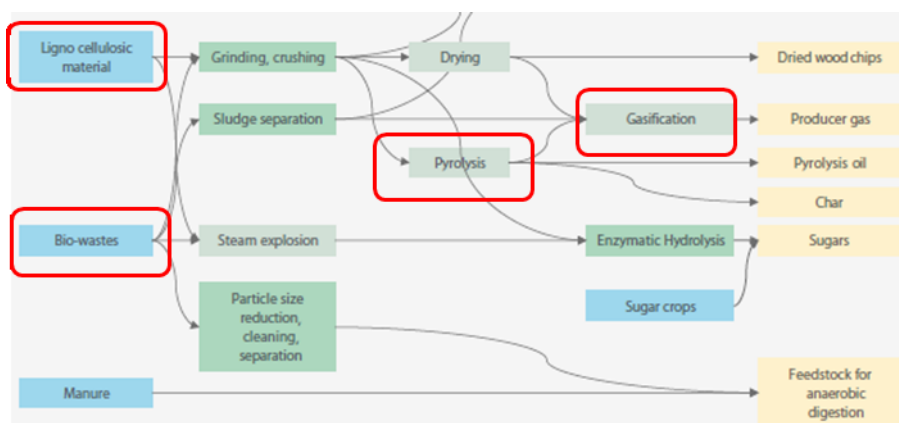 Ligno cellulosic
material
Grinding, crushing
Drying
Dried wood chips
Sludge separation
Gasification
Producer gas
Pyrolysis
Pyrolysis oil
Char
Bio-wastes
Steam explosion
Enzymatic Hydrolysis
Sugars
Particle size
reduction,
cleaning,
separation
Sugar crops
Manure
Feedstock for
anaerobic
digestion